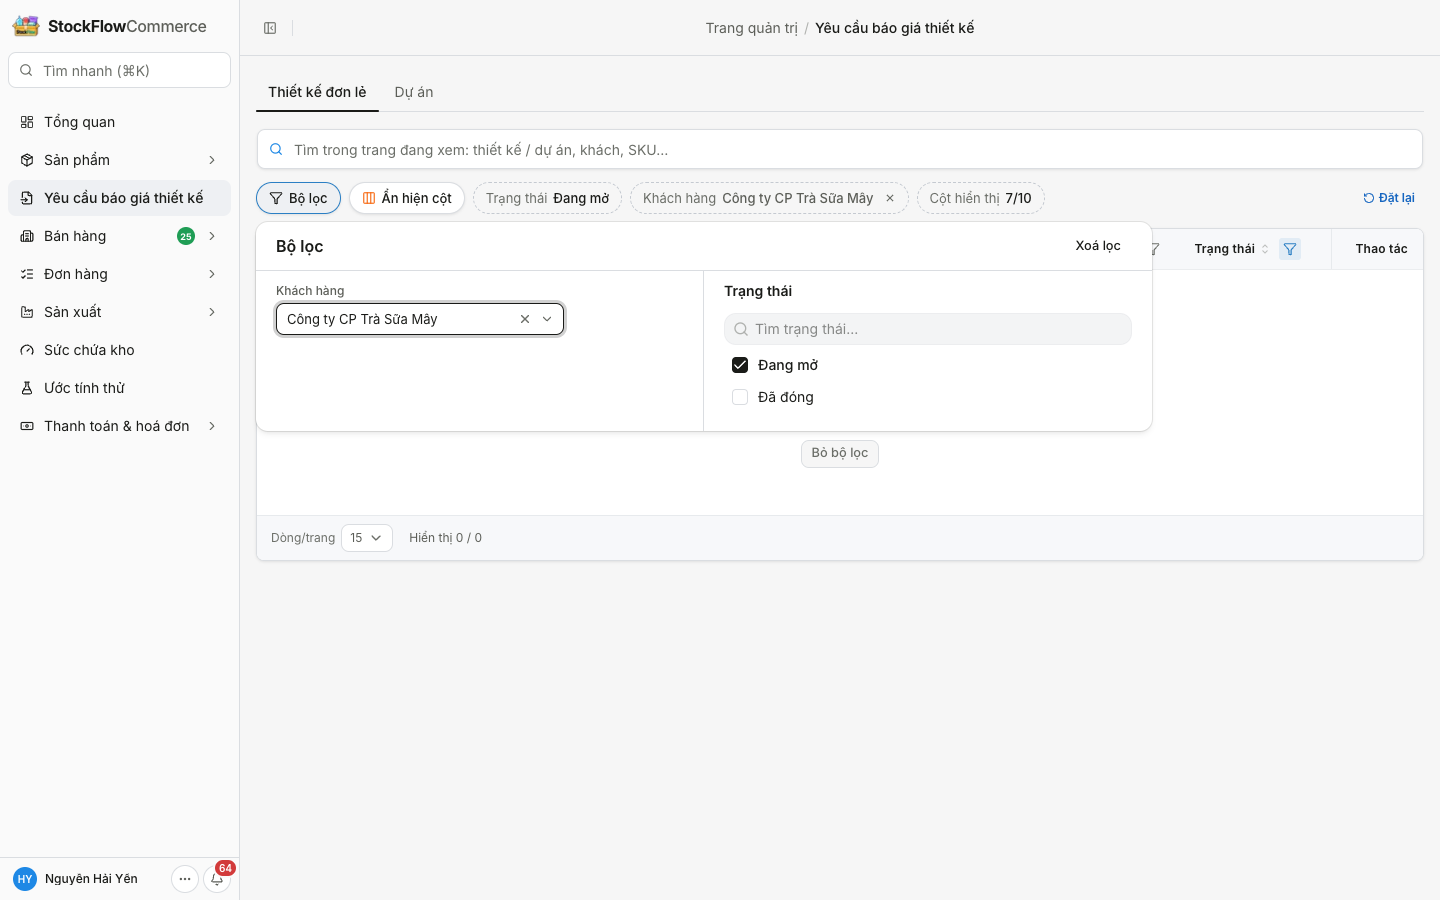 StockFlowCommerce
Tìm nhanh (⌘K)
Tổng quan
Sản phẩm
Yêu cầu báo giá thiết kế
Bán hàng 25
Đơn hàng
Sản xuất
Sức chứa kho
Ước tính thử
Thanh toán & hoá đơn
HY Nguyên Hải Yên 64
Trang quản trị / Yêu cầu báo giá thiết kế
Thiết kế đơn lẻ Dự án
Tìm trong trang đang xem: thiết kế / dự án, khách, SKU...
Bộ lọc Ẩn hiện cột Trạng thái Đang mở Khách hàng Công ty CP Trà Sữa Mây Cột hiển thị 7/10 Đặt lại
Bộ lọc Xoá lọc
Trạng thái Thao tác
Khách hàng
Công ty CP Trà Sữa Mây
Trạng thái
Tìm trạng thái...
Đang mở
Đã đóng
Bỏ bộ lọc
Dòng/trang 15 Hiển thị 0 / 0